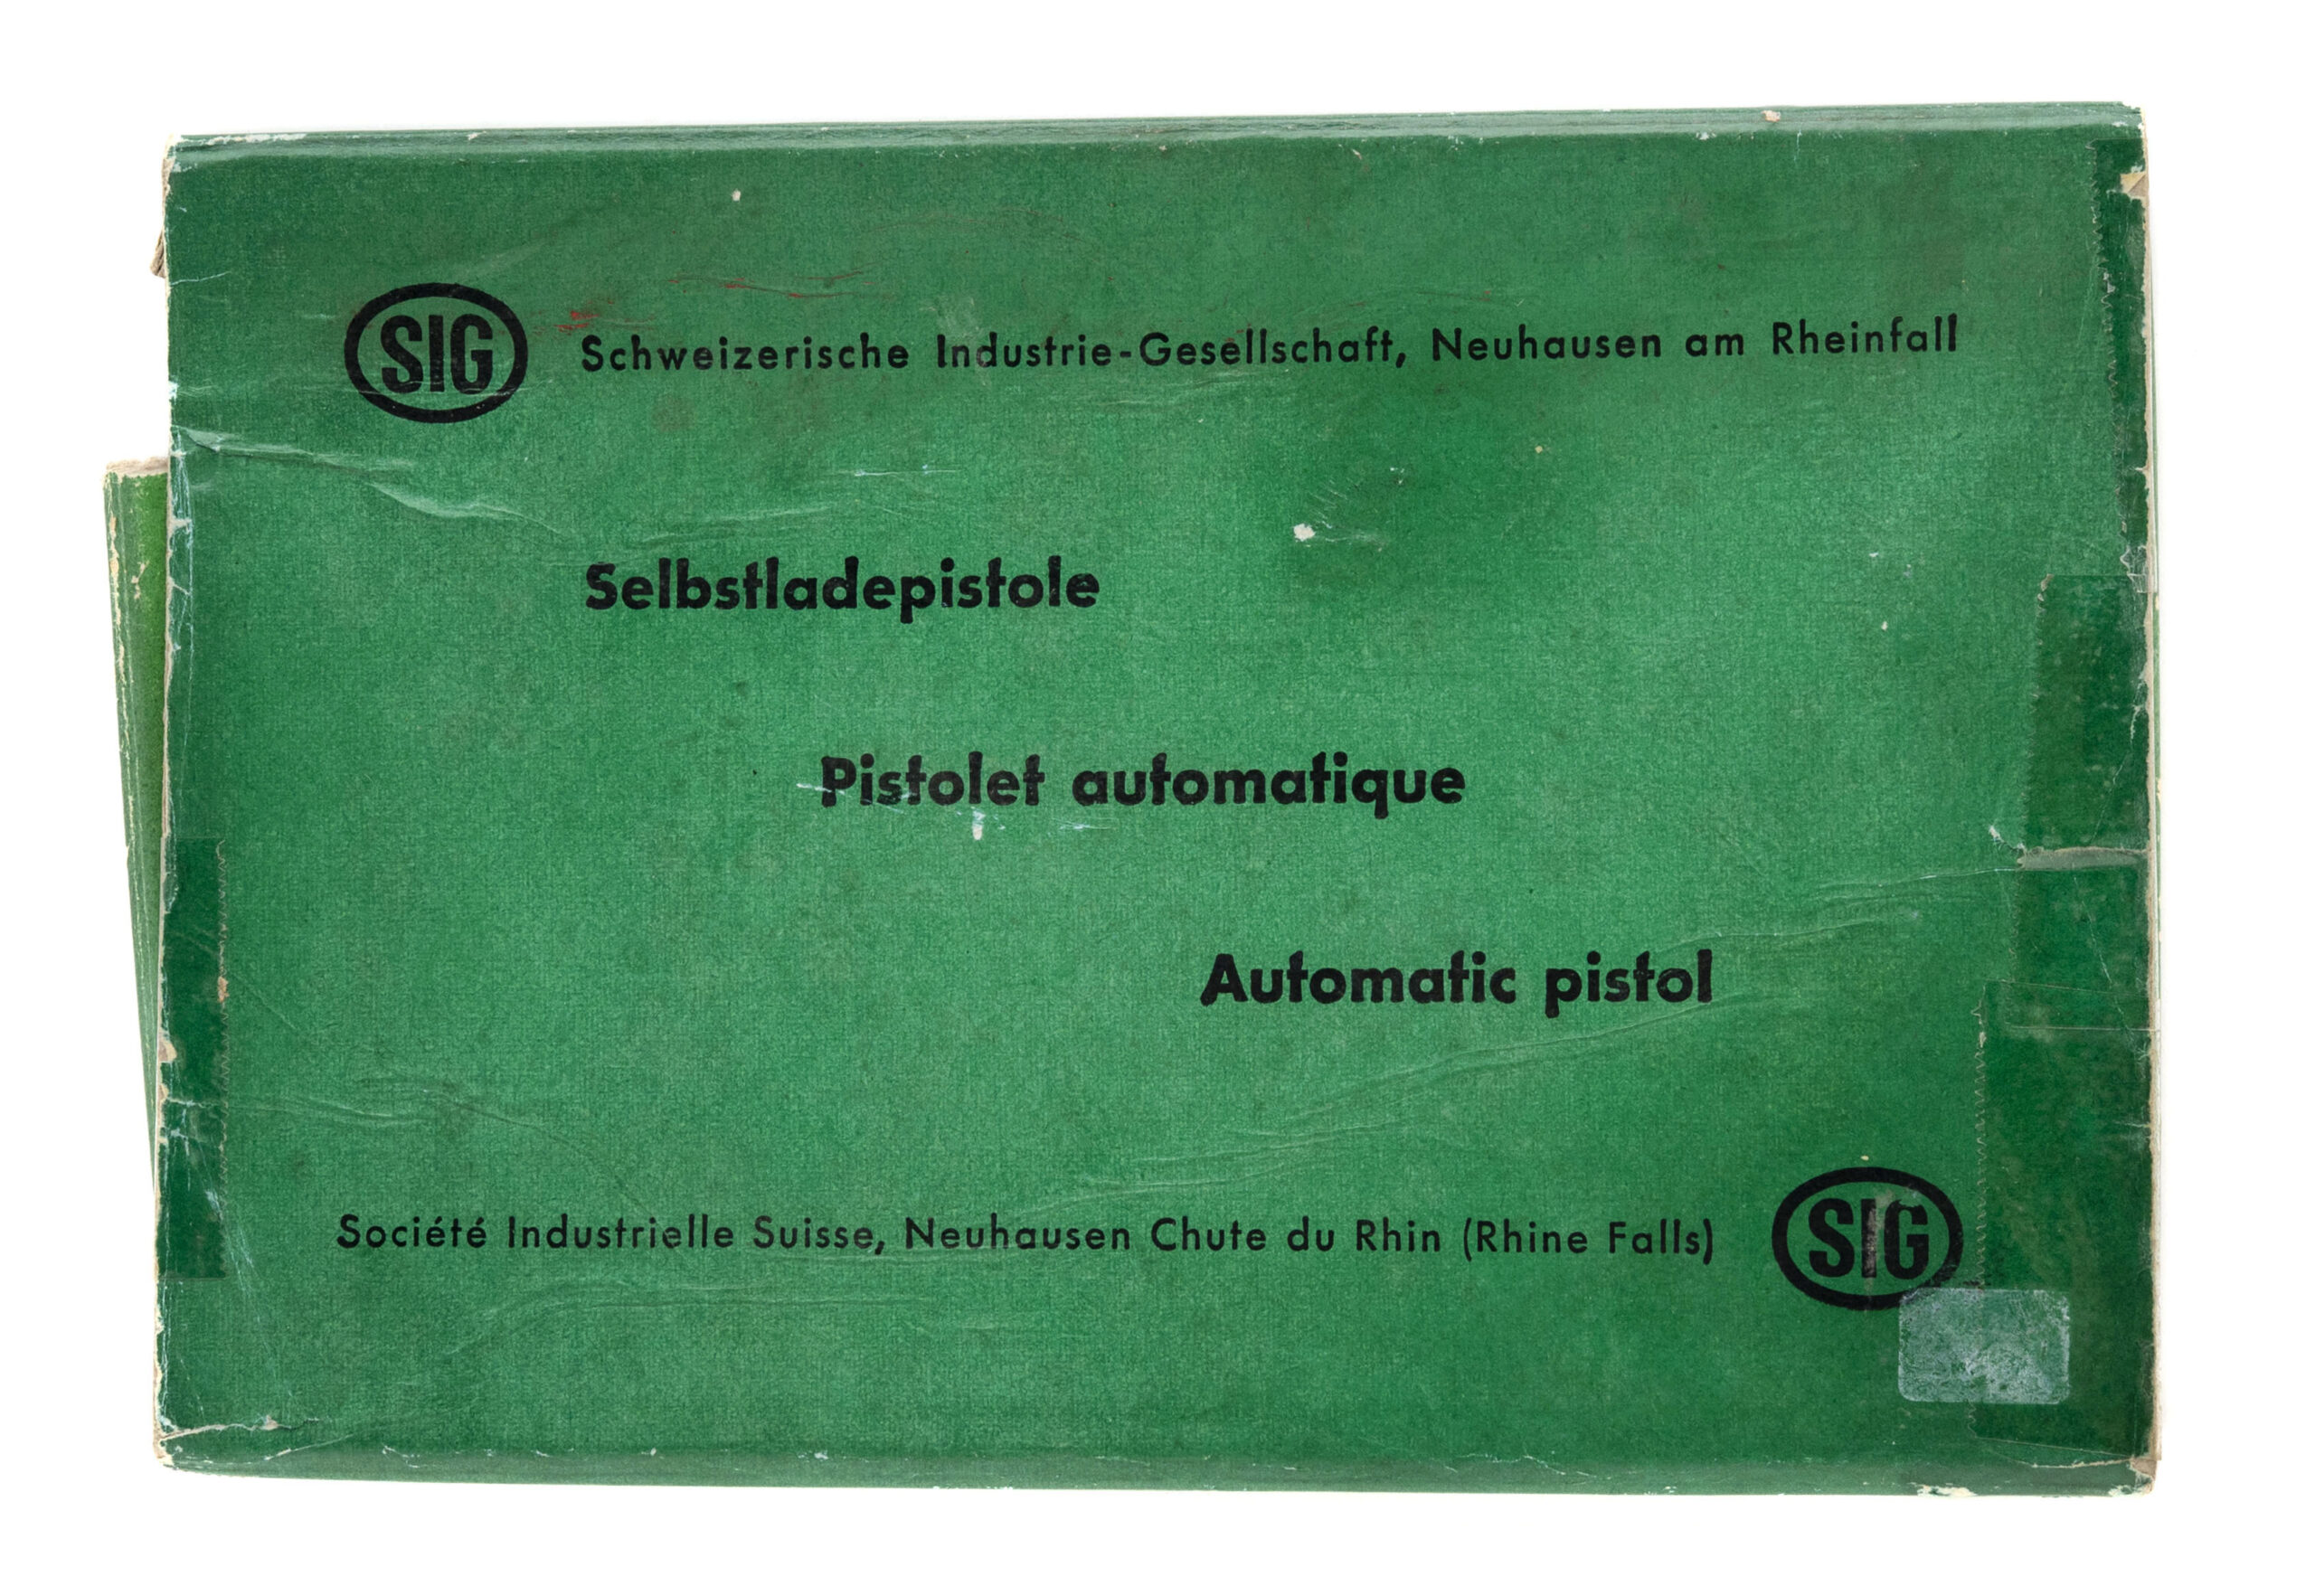 SIG Schweizerische Industrie-Gesellschaft, Neuhausen am Rheinfall
Selbstladepistole
Pistolet automatique
Automatic pistol
Société Industrielle Suisse, Neuhausen Chute du Rhin (Rhine Falls) SIG